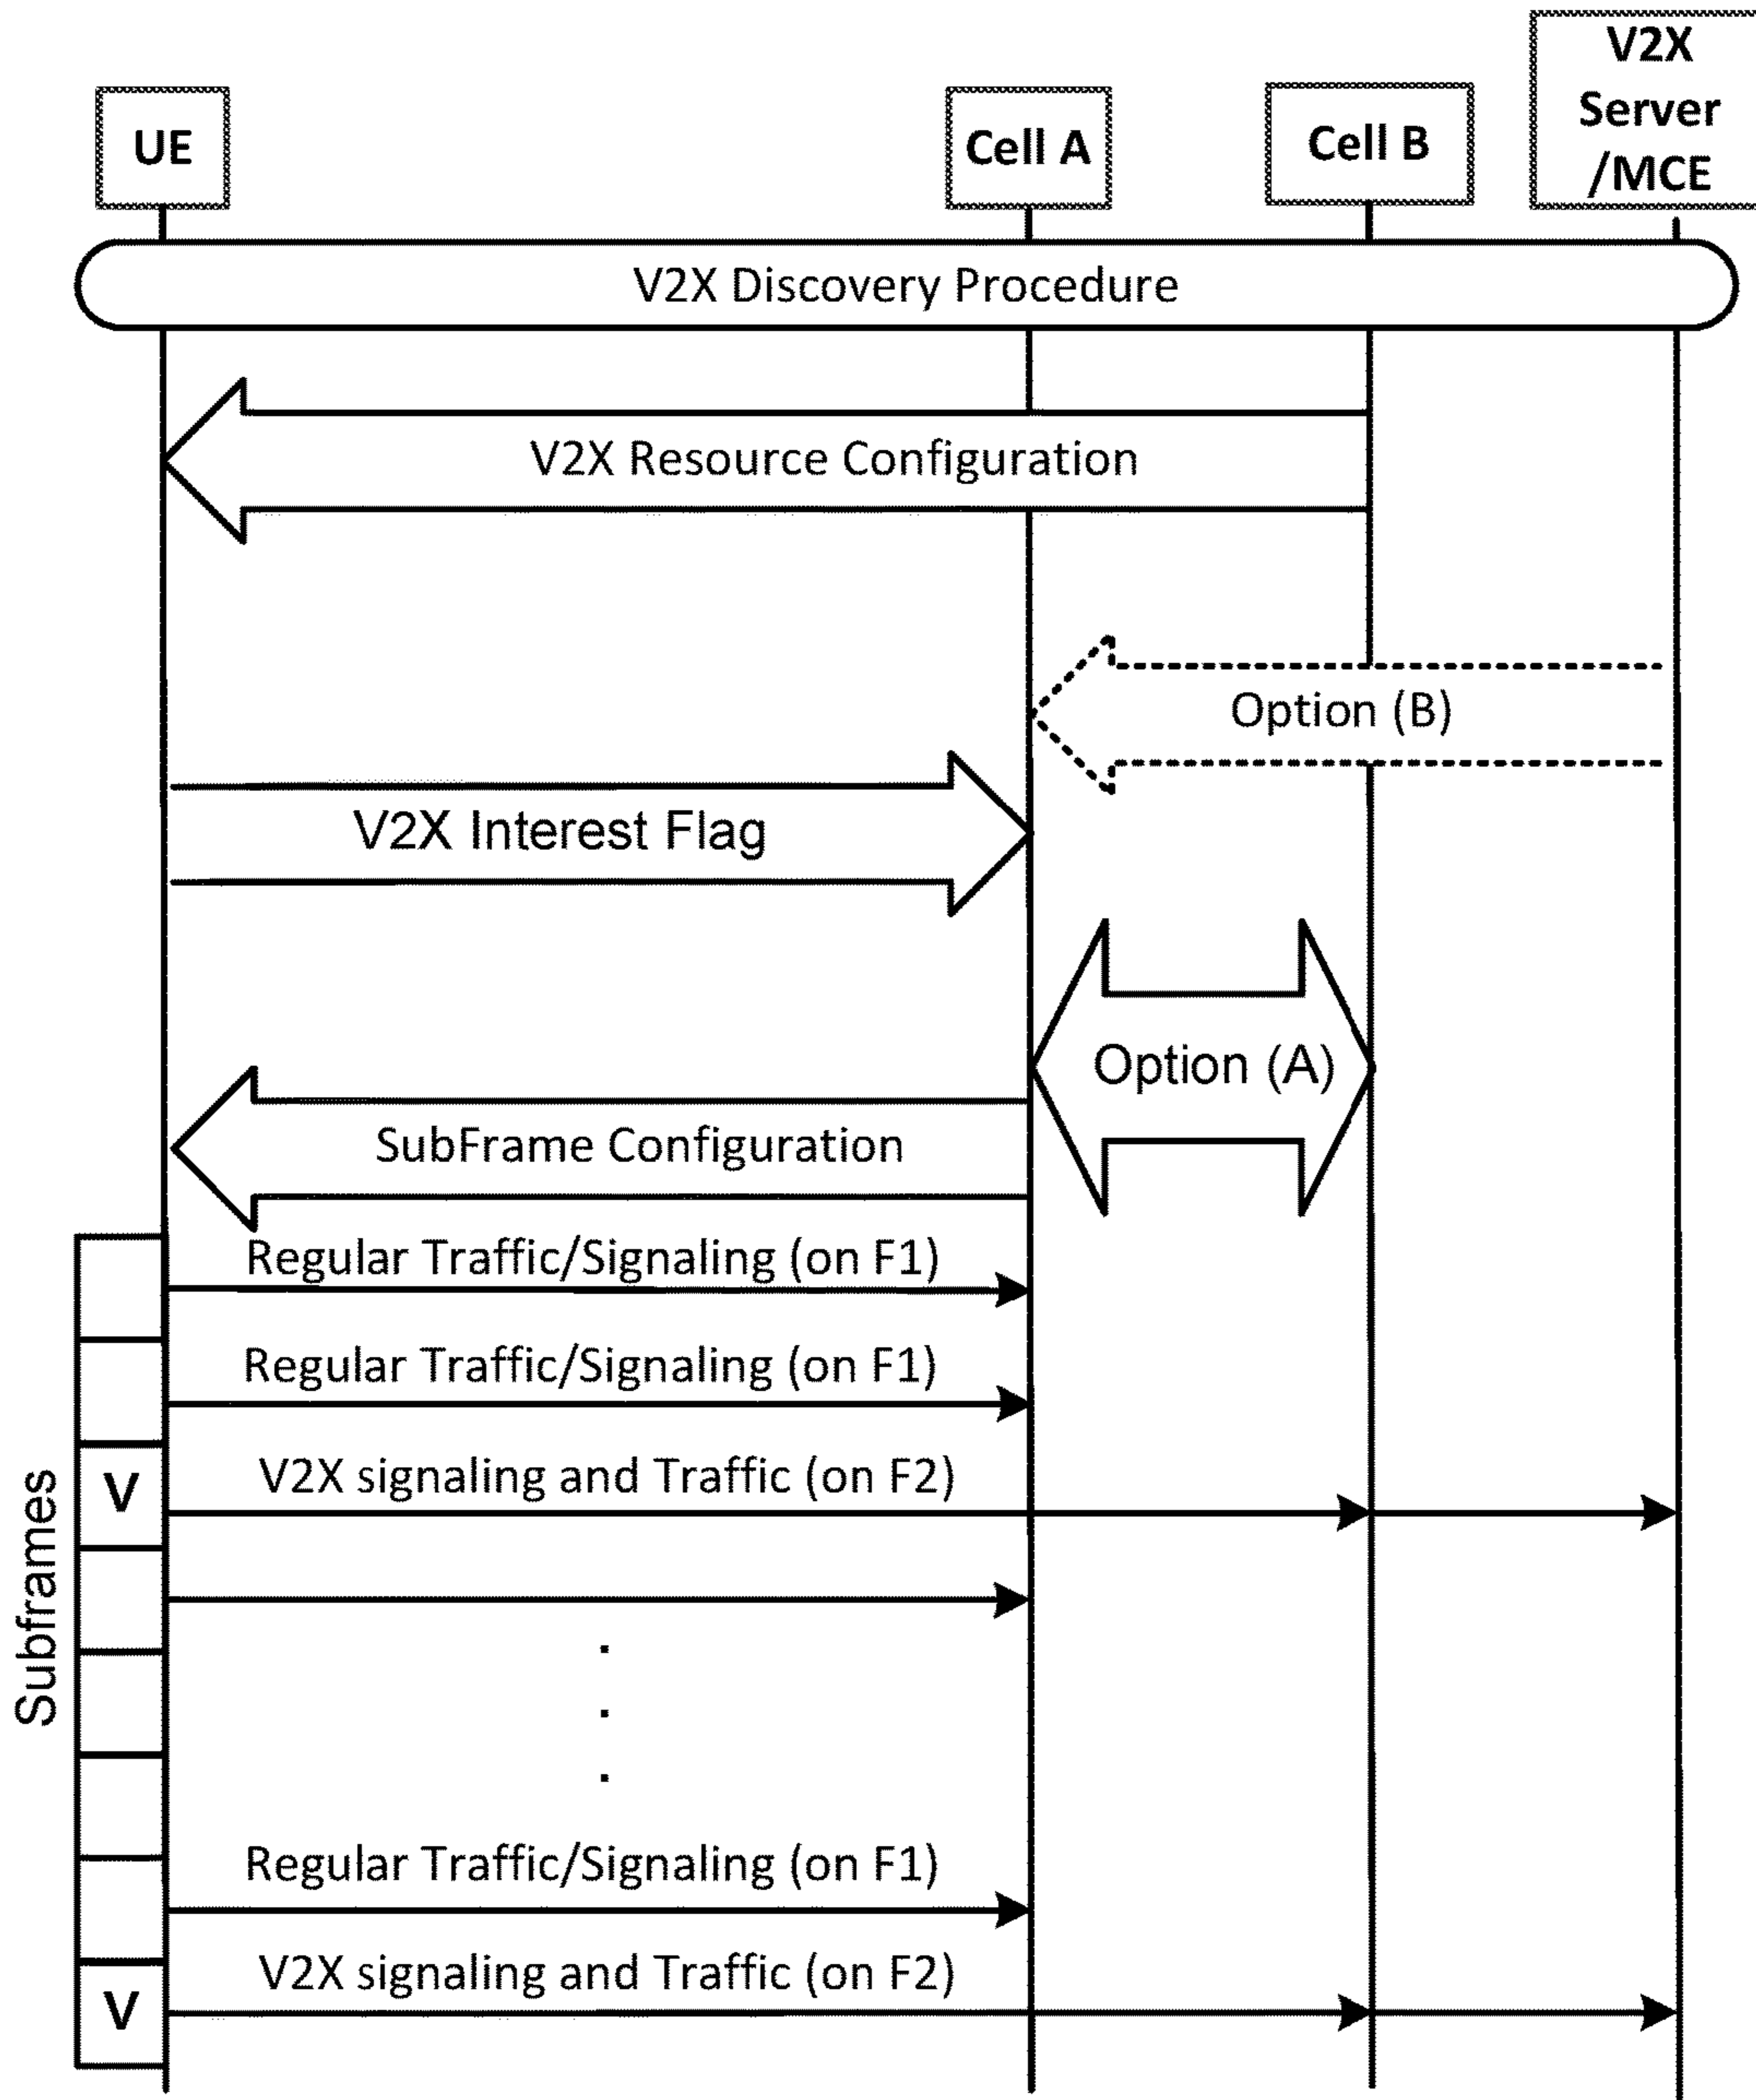 UE
Cell A
Cell B
V2X
Server
/MCE
V2X Discovery Procedure
V2X Resource Configuration
Option (B)
V2X Interest Flag
Option (A)
SubFrame Configuration
Subframes
Regular Traffic/Signaling (on F1)
Regular Traffic/Signaling (on F1)
V
V2X signaling and Traffic (on F2)
.
.
.
Regular Traffic/Signaling (on F1)
V
V2X signaling and Traffic (on F2)